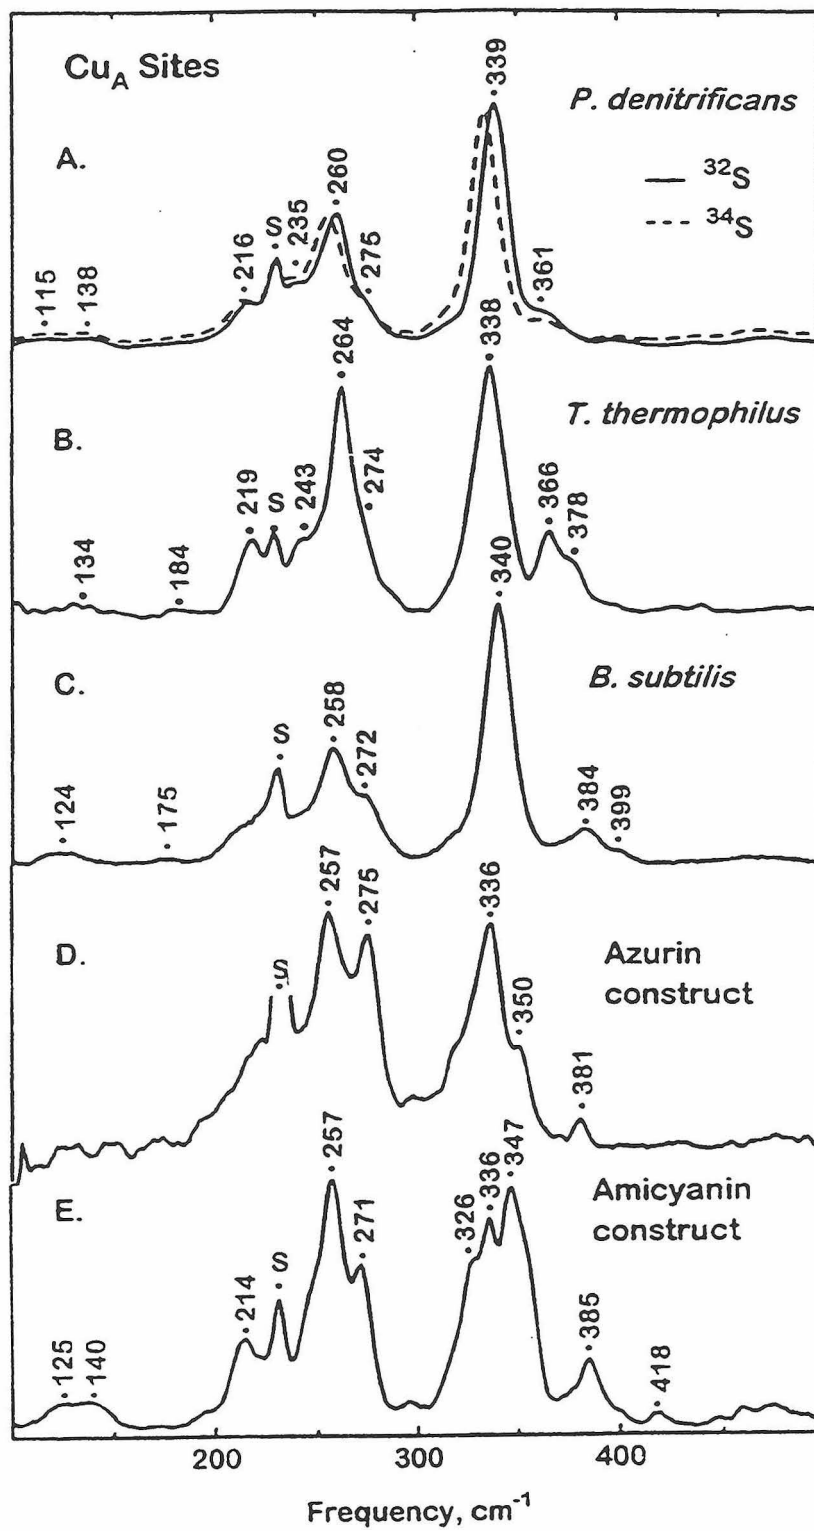 Cu_A Sites
P. denitrificans
A.
— ³²S
--- ³⁴S
·115
·138
·216
·S
·235
·260
·275
·339
·361
B.
T. thermophilus
·134
·184
·219
·S
·243
·264
·274
·338
·366
·378
C.
B. subtilis
·124
·175
·S
·258
·272
·340
·384
·399
D.
Azurin
construct
·S
·257
·275
·336
·350
·381
E.
Amicyanin
construct
·125
·140
·214
·S
·257
·271
·326
·336
·347
·385
·418
200 300 400
Frequency, cm⁻¹